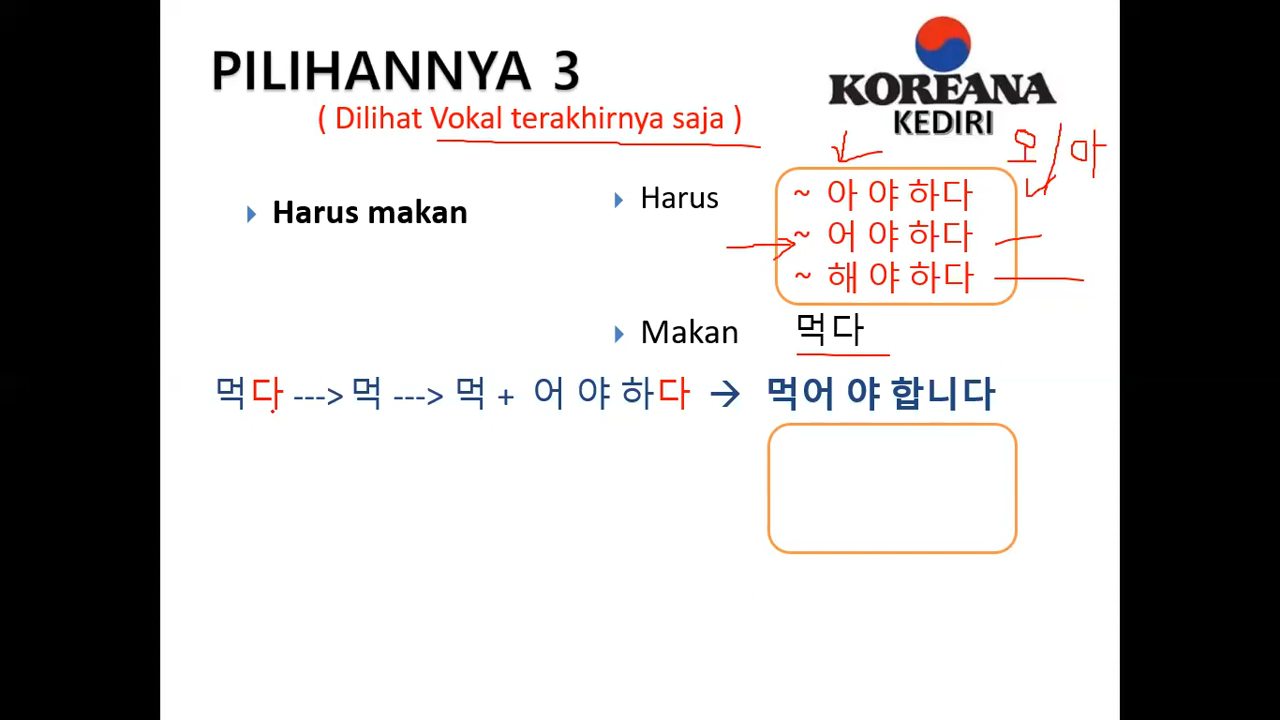 PILIHANNYA 3
( Dilihat Vokal terakhirnya saja )
KOREANA
KEDIRI
오/아
Harus makan
Harus
~ 아 야 하다
~ 어 야 하다
~ 해 야 하다
Makan 먹다
먹다 ---> 먹 ---> 먹 + 어 야 하다 → 먹어 야 합니다